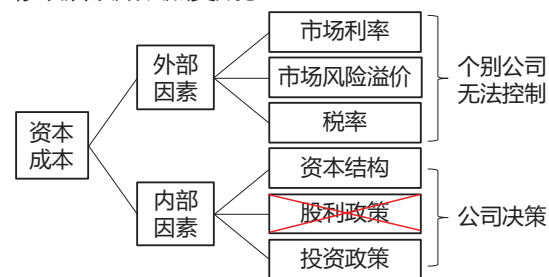 资本
成本
外部
因素
市场利率
市场风险溢价
税率
个别公司
无法控制
内部
因素
资本结构
股利政策
投资政策
公司决策